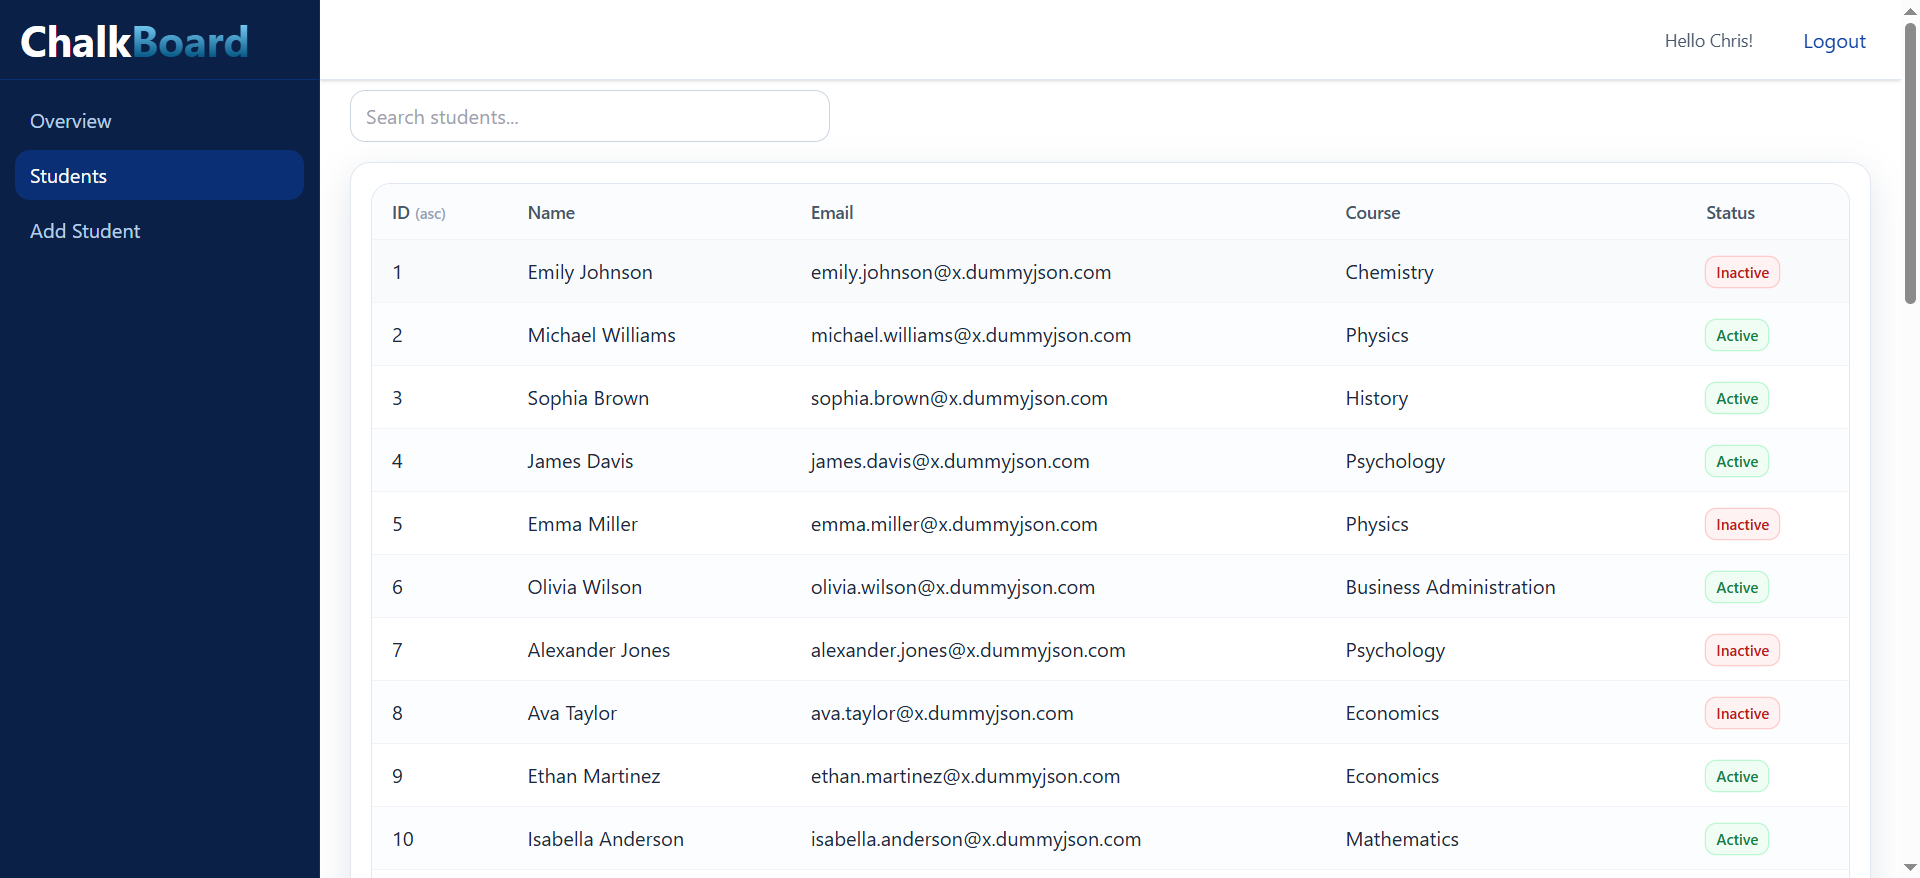 ChalkBoard
Hello Chris!
Logout
Overview
Students
Add Student
Search students...
ID (asc) Name Email Course Status
1 Emily Johnson emily.johnson@x.dummyjson.com Chemistry Inactive
2 Michael Williams michael.williams@x.dummyjson.com Physics Active
3 Sophia Brown sophia.brown@x.dummyjson.com History Active
4 James Davis james.davis@x.dummyjson.com Psychology Active
5 Emma Miller emma.miller@x.dummyjson.com Physics Inactive
6 Olivia Wilson olivia.wilson@x.dummyjson.com Business Administration Active
7 Alexander Jones alexander.jones@x.dummyjson.com Psychology Inactive
8 Ava Taylor ava.taylor@x.dummyjson.com Economics Inactive
9 Ethan Martinez ethan.martinez@x.dummyjson.com Economics Active
10 Isabella Anderson isabella.anderson@x.dummyjson.com Mathematics Active